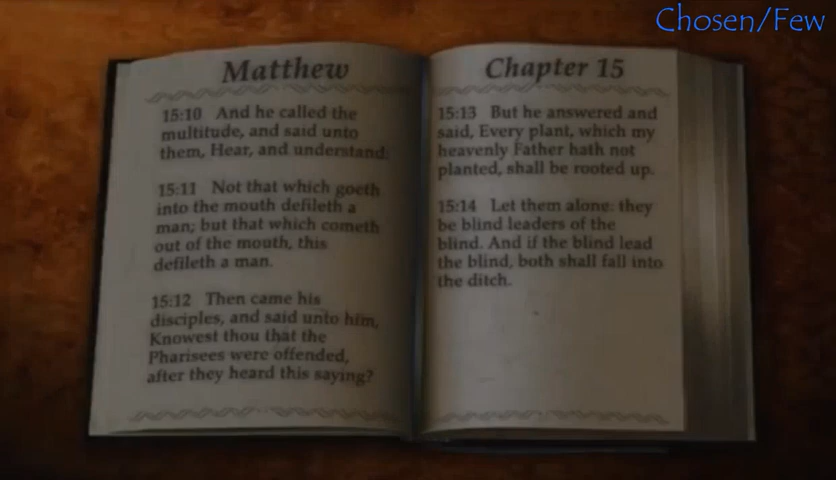 Chosen/Few
Matthew
15:10 And he called the
multitude, and said unto
them, Hear, and understand:
15:11 Not that which goeth
into the mouth defileth a
man; but that which cometh
out of the mouth, this
defileth a man.
15:12 Then came his
disciples, and said unto him,
Knowest thou that the
Pharisees were offended,
after they heard this saying?
Chapter 15
15:13 But he answered and
said, Every plant, which my
heavenly Father hath not
planted, shall be rooted up.
15:14 Let them alone: they
be blind leaders of the
blind. And if the blind lead
the blind, both shall fall into
the ditch.